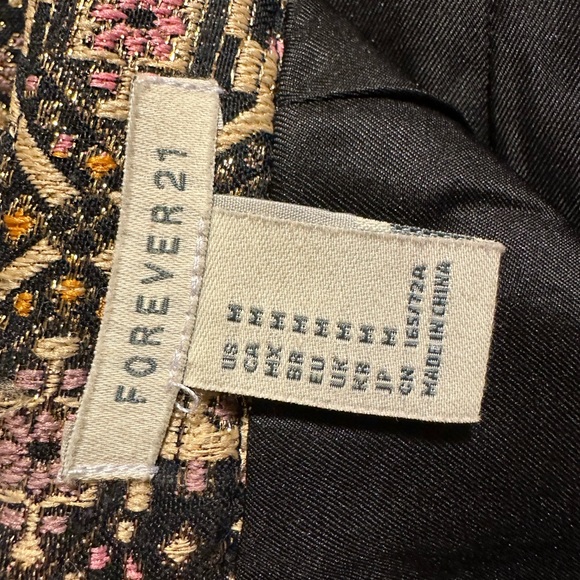 FOREVER 21
US M
CA M
MX M
BR M
EU M
UK M
KR M
JP M
CN 165/72A
MADE IN CHINA